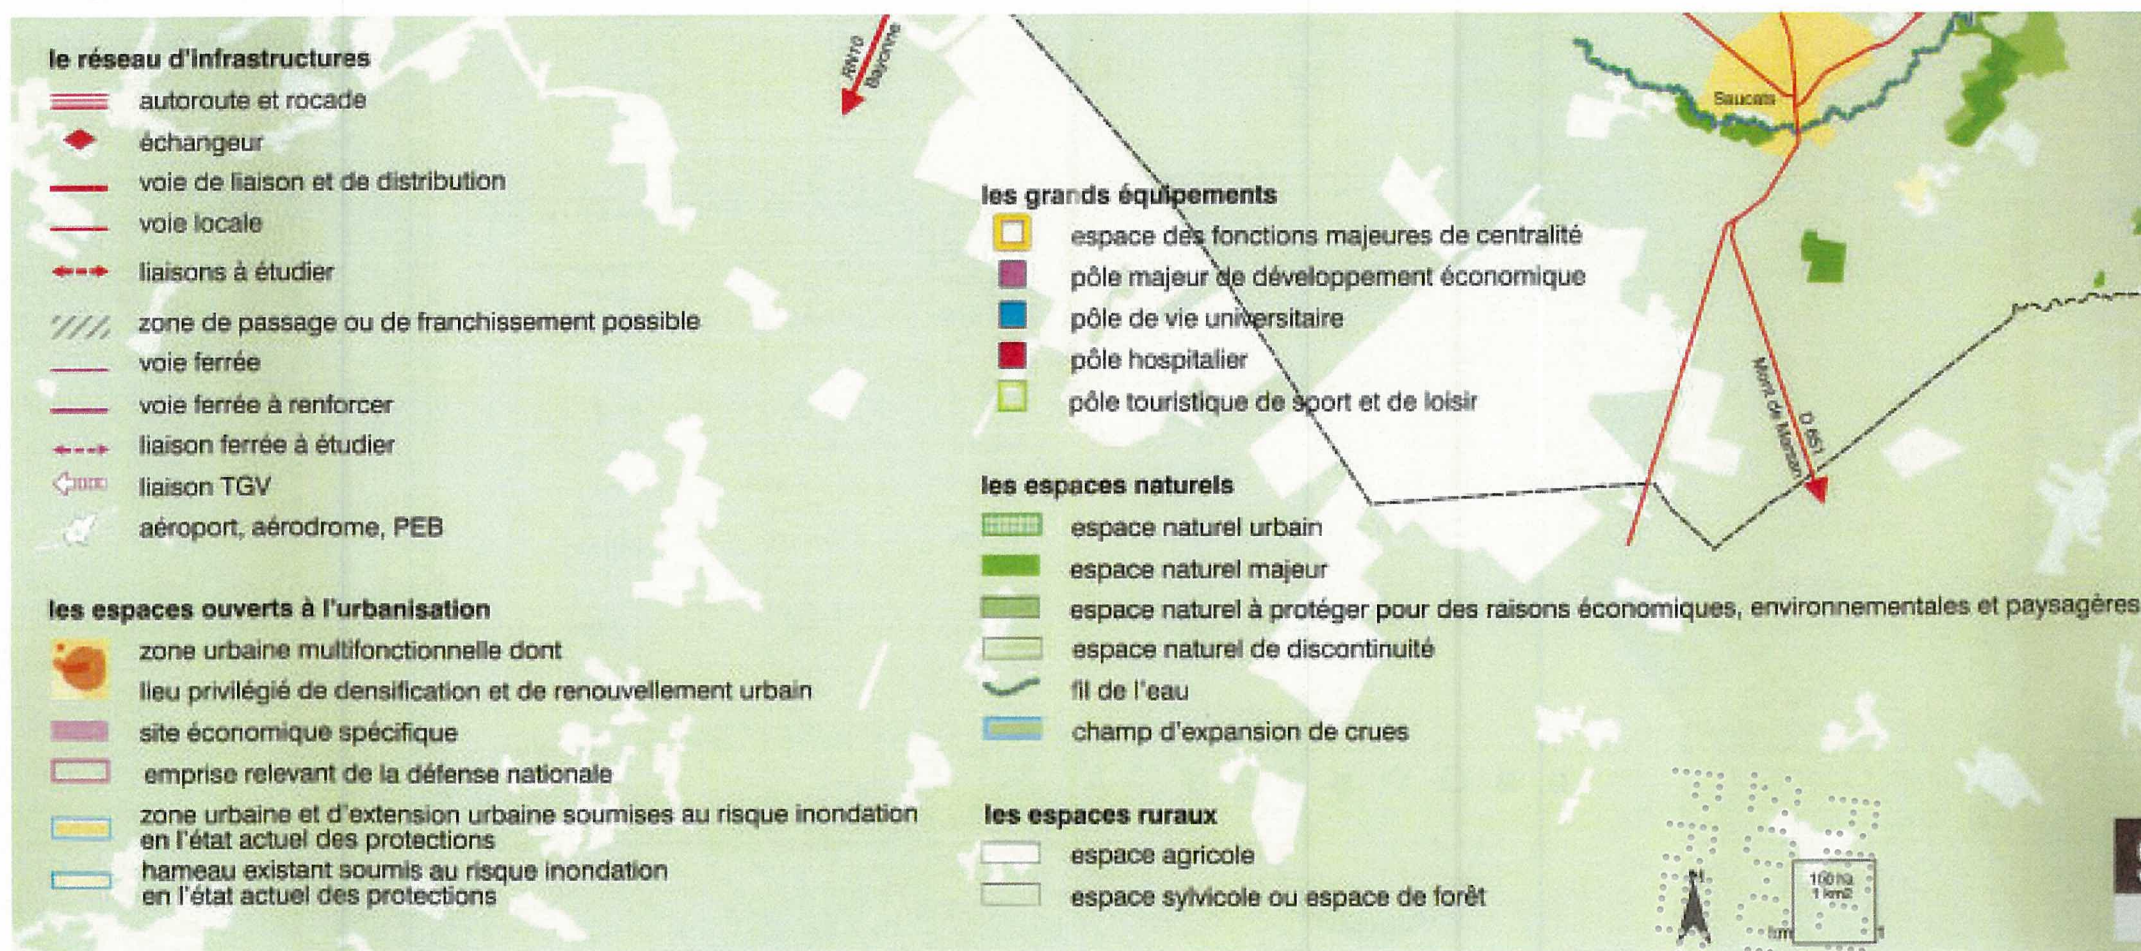 le réseau d'infrastructures
autoroute et rocade
échangeur
voie de liaison et de distribution
voie locale
liaisons à étudier
zone de passage ou de franchissement possible
voie ferrée
voie ferrée à renforcer
liaison ferrée à étudier
liaison TGV
aéroport, aérodrome, PEB
les espaces ouverts à l'urbanisation
zone urbaine multifonctionnelle dont
lieu privilégié de densification et de renouvellement urbain
site économique spécifique
emprise relevant de la défense nationale
zone urbaine et d'extension urbaine soumises au risque inondation
en l'état actuel des protections
hameau existant soumis au risque inondation
en l'état actuel des protections
RN10
Bayonne
les grands équipements
espace des fonctions majeures de centralité
pôle majeur de développement économique
pôle de vie universitaire
pôle hospitalier
pôle touristique de sport et de loisir
les espaces naturels
espace naturel urbain
espace naturel majeur
espace naturel à protéger pour des raisons économiques, environnementales et paysagères
espace naturel de discontinuité
fil de l'eau
champ d'expansion de crues
les espaces ruraux
espace agricole
espace sylvicole ou espace de forêt
Saucats
D 651
Mont de Marsan
N
100 ha
1 km2
km
1